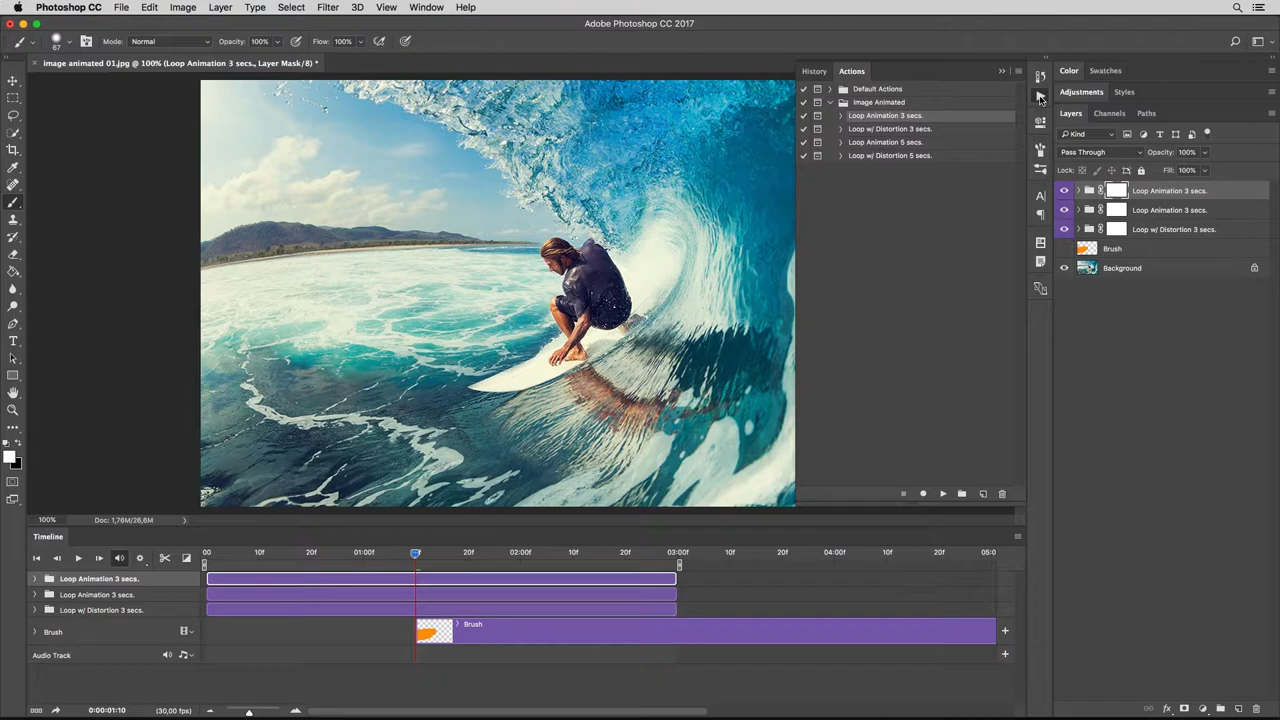 Photoshop CC File Edit Image Layer Type Select Filter 3D View Window Help
Adobe Photoshop CC 2017
67 Mode: Normal Opacity: 100% Flow: 100%
image animated 01.jpg @ 100% (Loop Animation 3 secs., Layer Mask/8) *
History Actions
Default Actions
Image Animated
Loop Animation 3 secs.
Loop w/ Distortion 3 secs.
Loop Animation 5 secs.
Loop w/ Distortion 5 secs.
Color Swatches
Adjustments Styles
Layers Channels Paths
Kind
Pass Through Opacity: 100%
Lock: Fill: 100%
Loop Animation 3 secs.
Loop Animation 3 secs.
Loop w/ Distortion 3 secs.
Brush
Background
100% Doc: 1,76M/26,6M
Timeline
00 10f 20f 01:00f f 20f 02:00f 10f 20f 03:00f 10f 20f 04:00f 10f 20f 05:0
Loop Animation 3 secs.
Loop Animation 3 secs.
Loop w/ Distortion 3 secs.
Brush Brush
Audio Track
0:00:01:10 (30,00 fps)